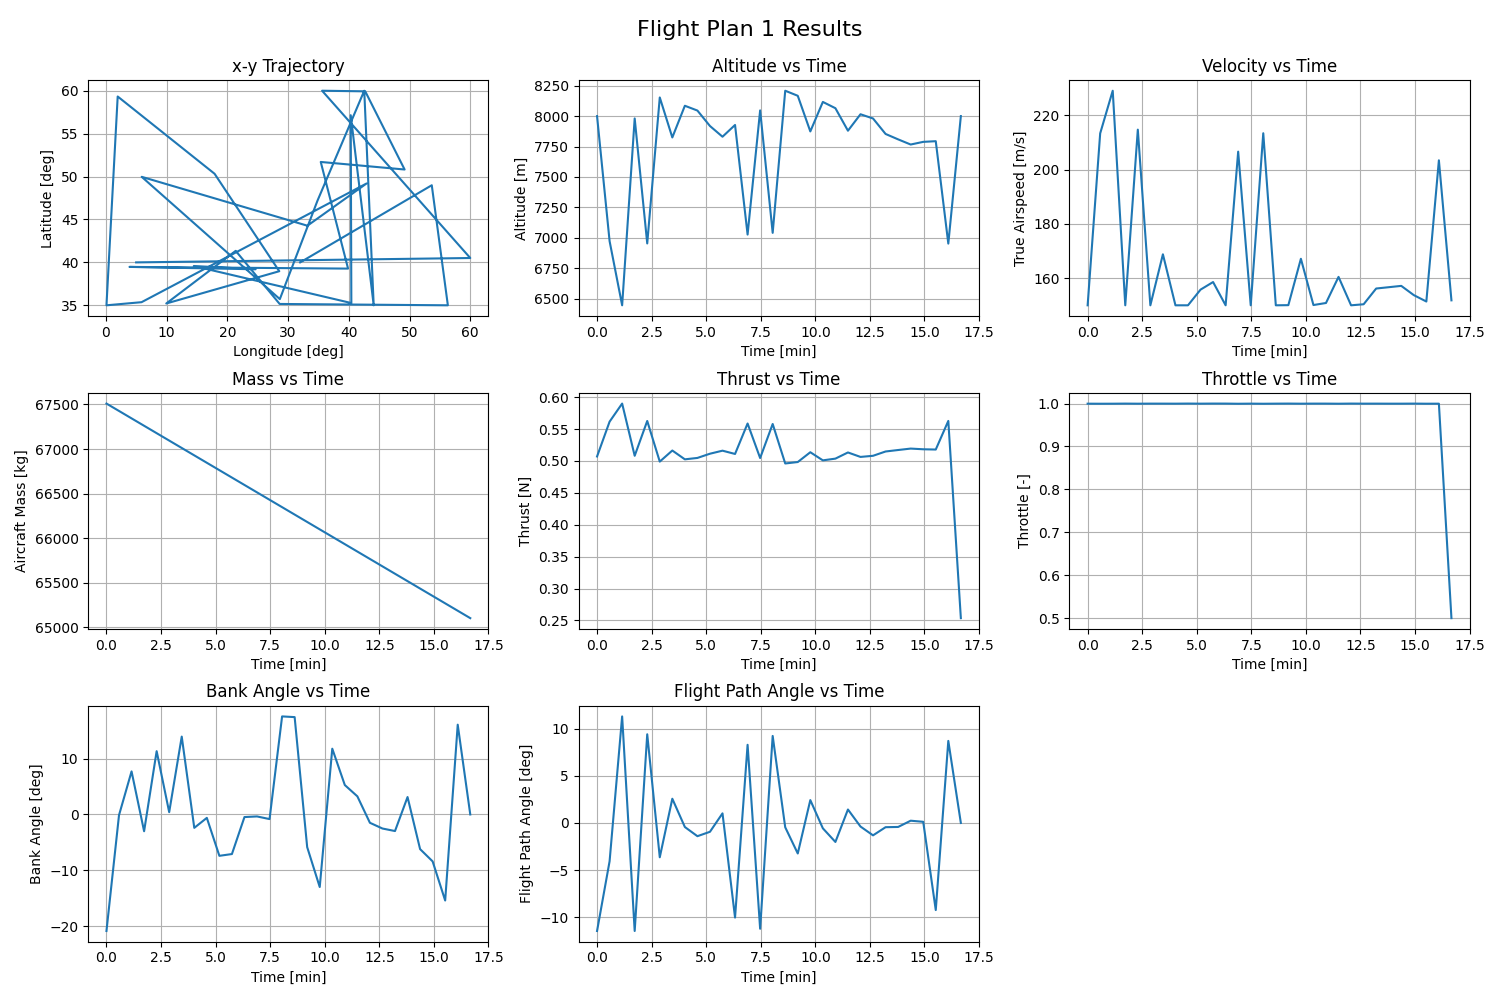 Flight Plan 1 Results
x-y Trajectory
Latitude [deg]
60
55
50
45
40
35
0 10 20 30 40 50 60
Longitude [deg]
Altitude vs Time
Altitude [m]
8250
8000
7750
7500
7250
7000
6750
6500
0.0 2.5 5.0 7.5 10.0 12.5 15.0 17.5
Time [min]
Velocity vs Time
True Airspeed [m/s]
220
200
180
160
0.0 2.5 5.0 7.5 10.0 12.5 15.0 17.5
Time [min]
Mass vs Time
Aircraft Mass [kg]
67500
67000
66500
66000
65500
65000
0.0 2.5 5.0 7.5 10.0 12.5 15.0 17.5
Time [min]
Thrust vs Time
Thrust [N]
0.60
0.55
0.50
0.45
0.40
0.35
0.30
0.25
0.0 2.5 5.0 7.5 10.0 12.5 15.0 17.5
Time [min]
Throttle vs Time
Throttle [-]
1.0
0.9
0.8
0.7
0.6
0.5
0.0 2.5 5.0 7.5 10.0 12.5 15.0 17.5
Time [min]
Bank Angle vs Time
Bank Angle [deg]
10
0
−10
−20
0.0 2.5 5.0 7.5 10.0 12.5 15.0 17.5
Time [min]
Flight Path Angle vs Time
Flight Path Angle [deg]
10
5
0
−5
−10
0.0 2.5 5.0 7.5 10.0 12.5 15.0 17.5
Time [min]